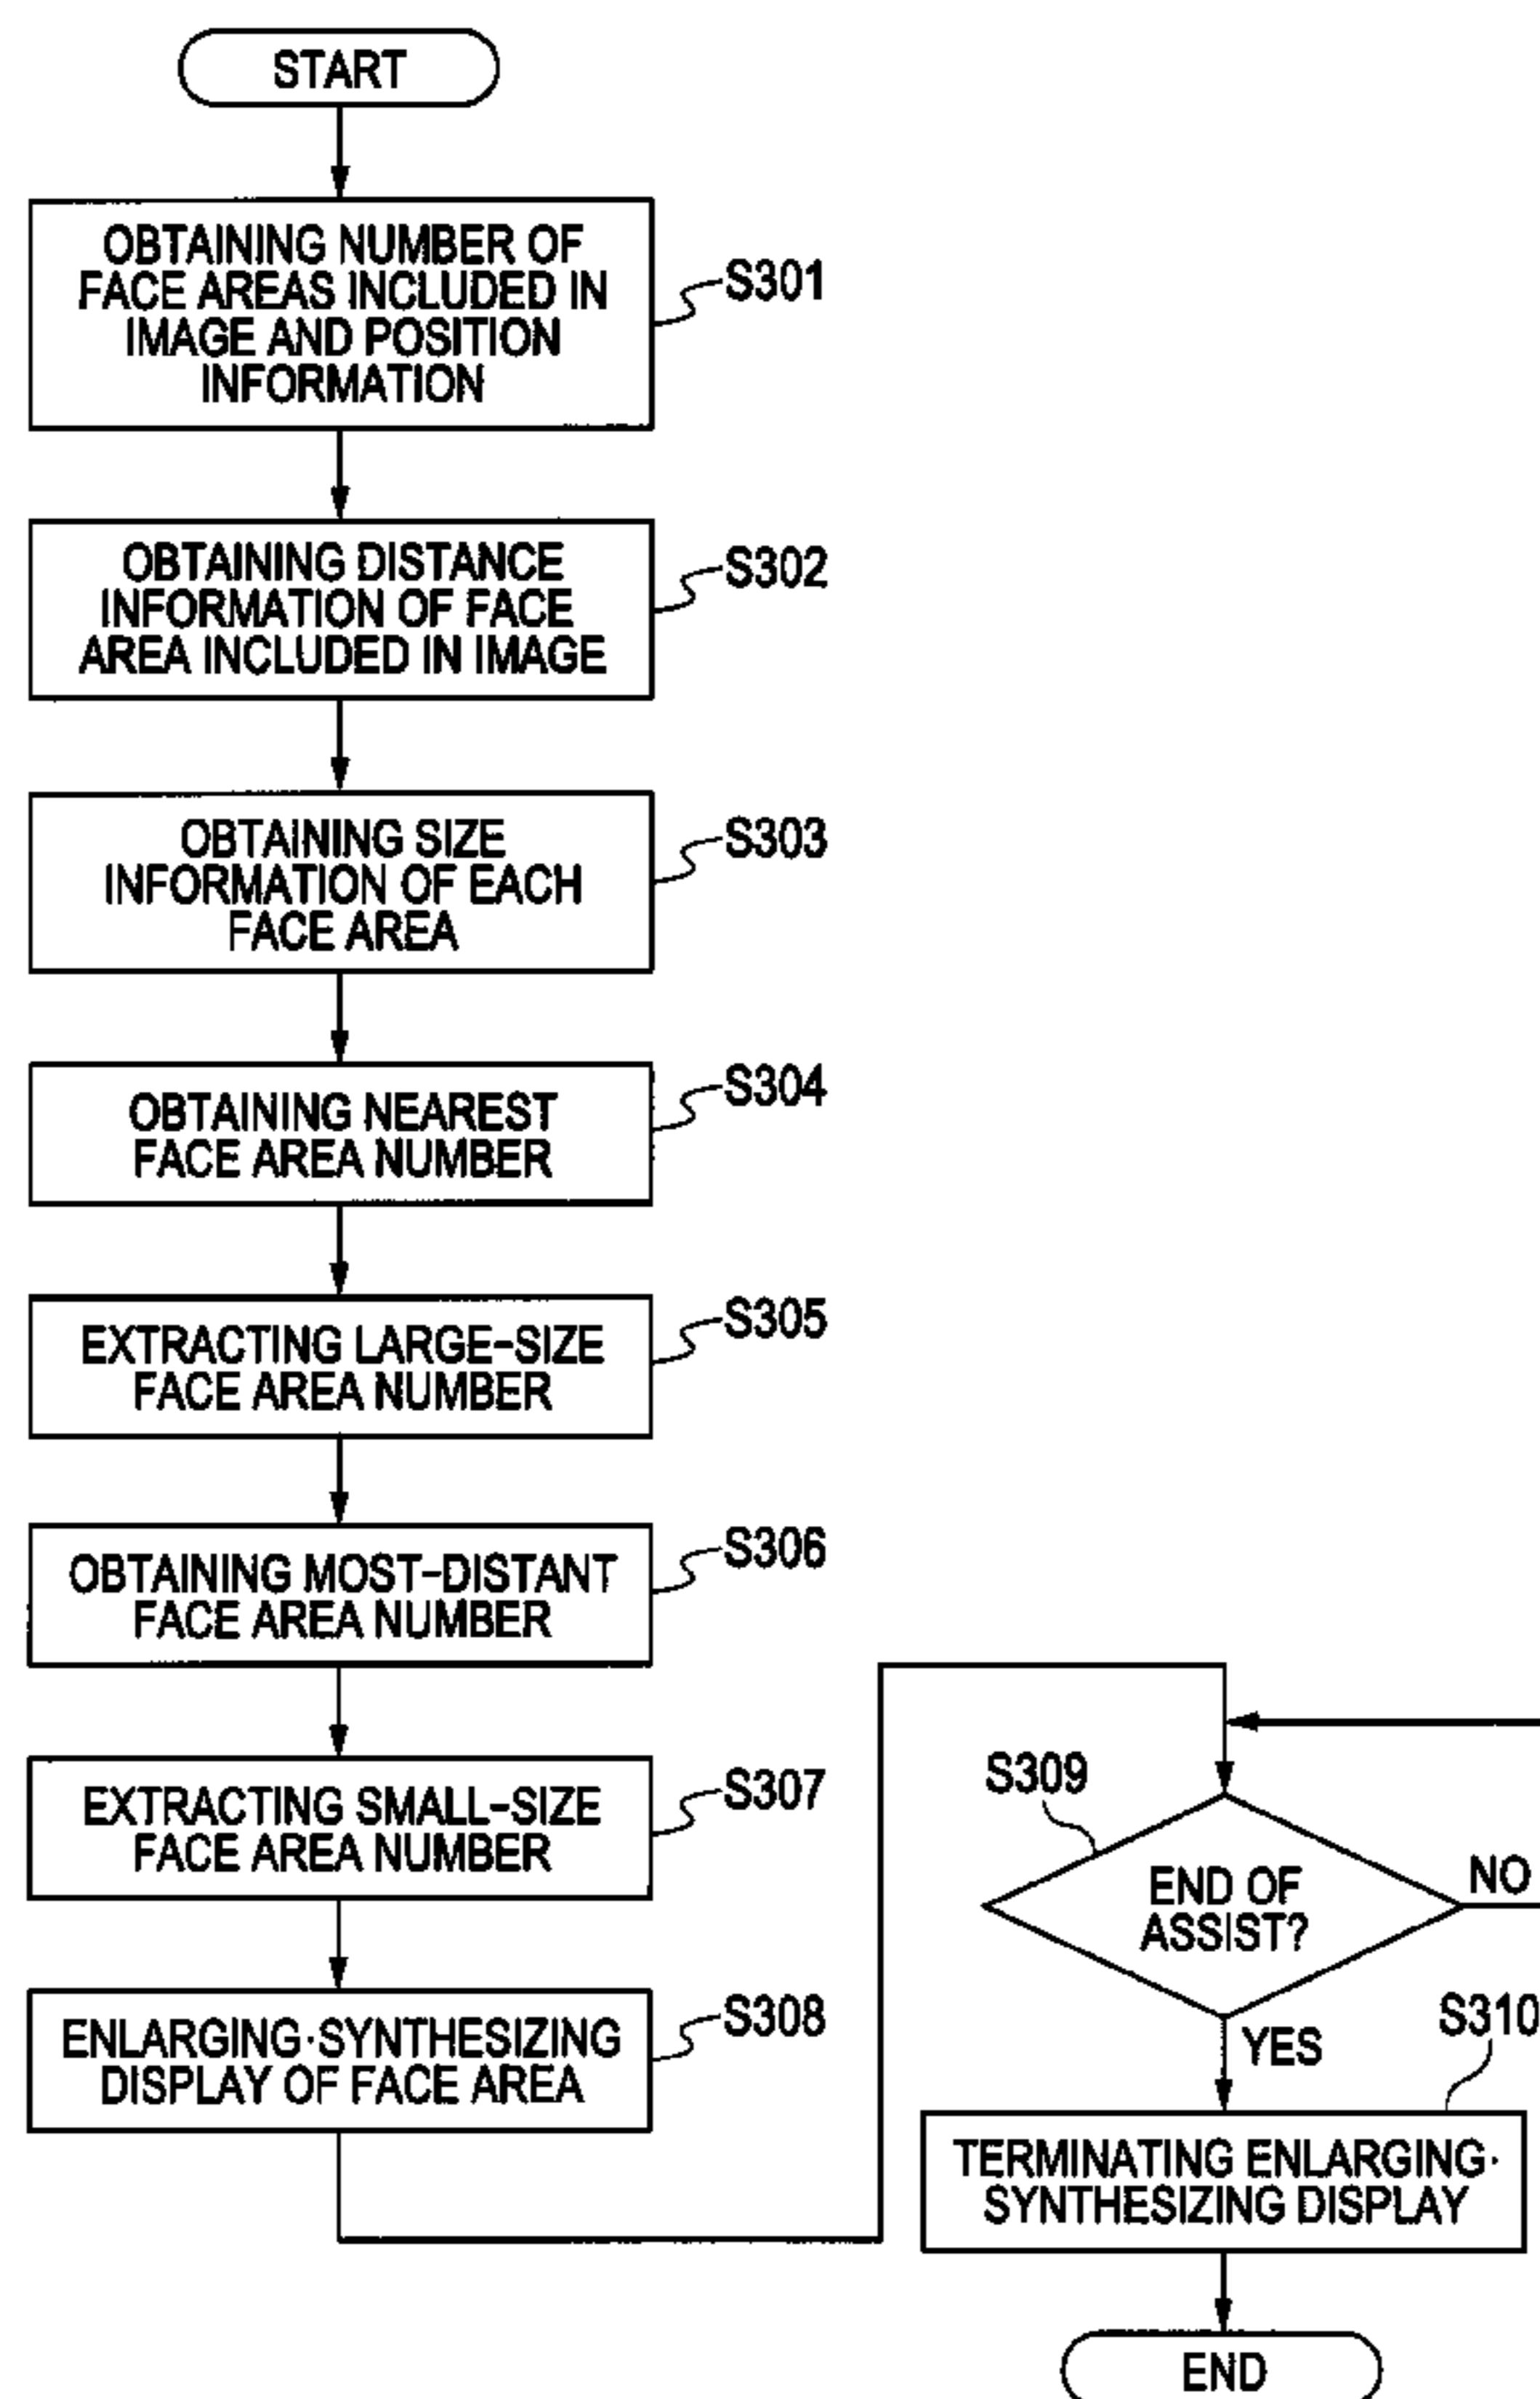 START
OBTAINING NUMBER OF
FACE AREAS INCLUDED IN
IMAGE AND POSITION
INFORMATION
S301
OBTAINING DISTANCE
INFORMATION OF FACE
AREA INCLUDED IN IMAGE
S302
OBTAINING SIZE
INFORMATION OF EACH
FACE AREA
S303
OBTAINING NEAREST
FACE AREA NUMBER
S304
EXTRACTING LARGE-SIZE
FACE AREA NUMBER
S305
OBTAINING MOST-DISTANT
FACE AREA NUMBER
S306
EXTRACTING SMALL-SIZE
FACE AREA NUMBER
S307
ENLARGING·SYNTHESIZING
DISPLAY OF FACE AREA
S308
S309
END OF
ASSIST?
NO
YES
S310
TERMINATING ENLARGING·
SYNTHESIZING DISPLAY
END